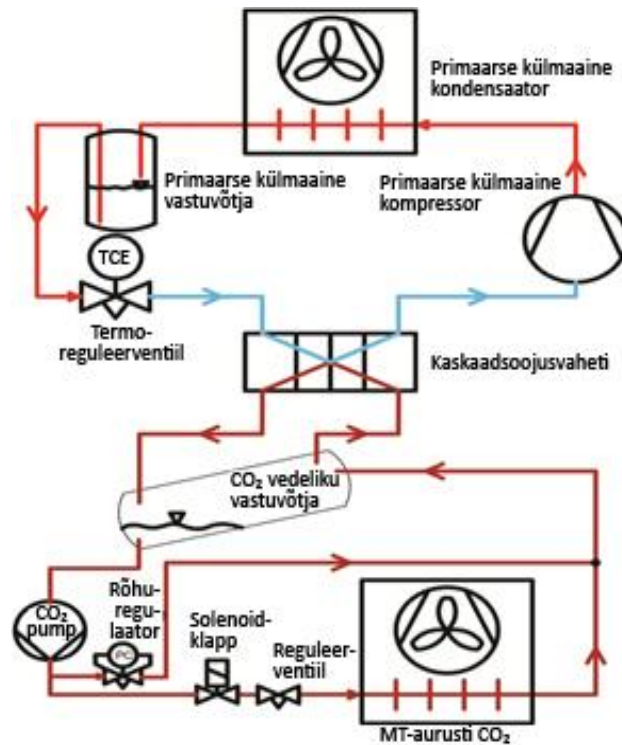 Primaarse külmaaine
kondensaator
Primaarse külmaaine
vastuvõtja
Primaarse külmaaine
kompressor
TCE
Termo-
reguleerventiil
Kaskaadsoojusvaheti
CO₂ vedeliku
vastuvõtja
CO₂
pump
Rõhu-
regu-
laator
PC
Solenoid-
klapp
Reguleer-
ventiil
MT-aurusti CO₂